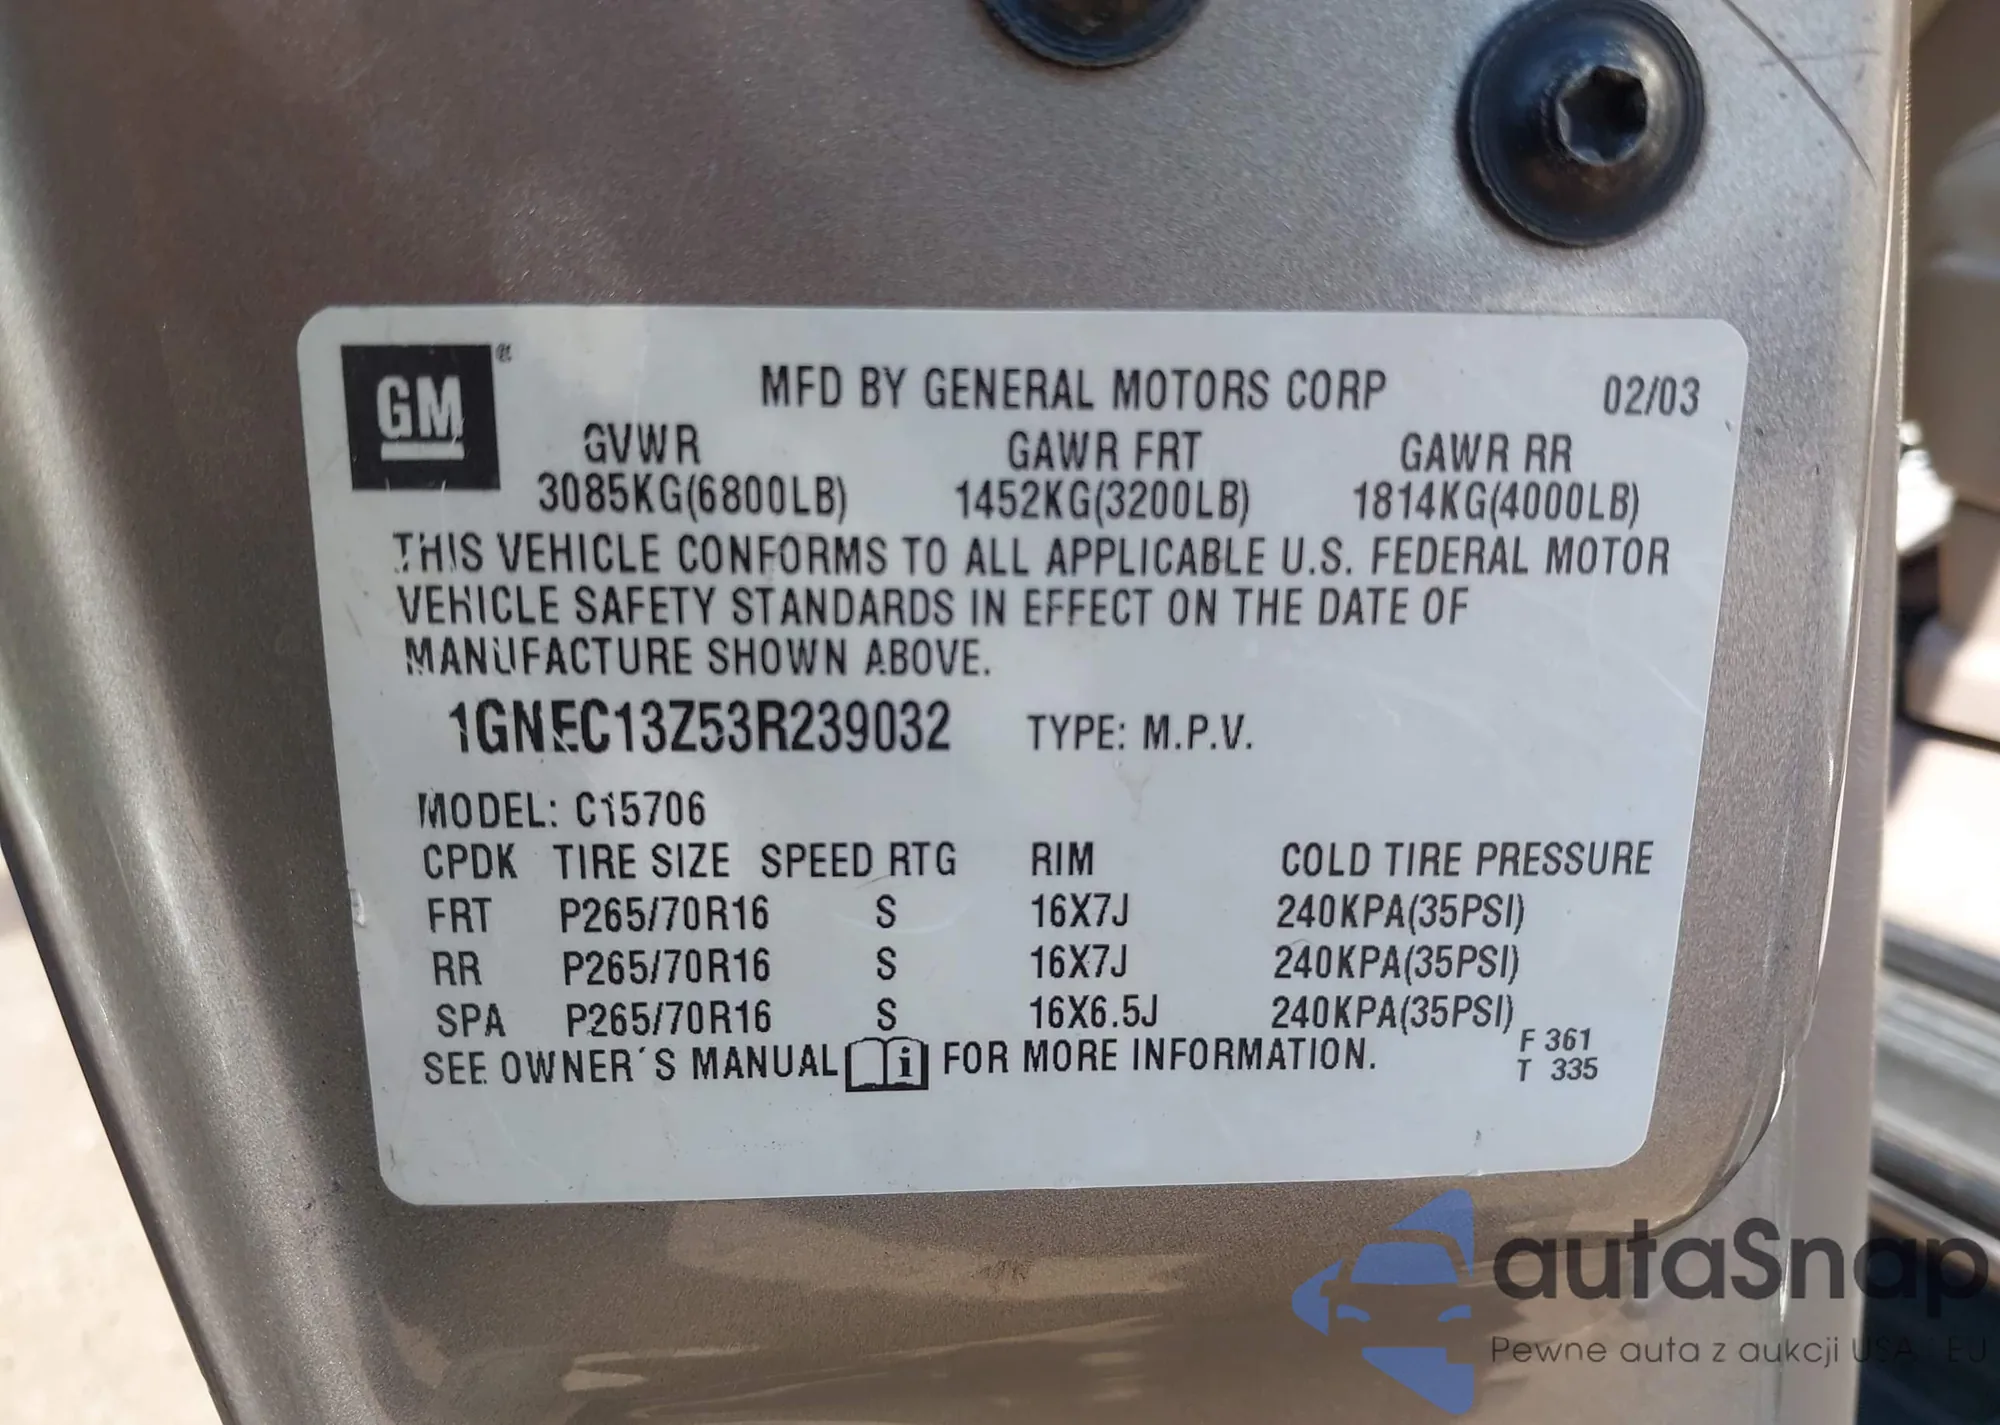 GM®
MFD BY GENERAL MOTORS CORP 02/03
GVWR GAWR FRT GAWR RR
3085KG(6800LB) 1452KG(3200LB) 1814KG(4000LB)
THIS VEHICLE CONFORMS TO ALL APPLICABLE U.S. FEDERAL MOTOR
VEHICLE SAFETY STANDARDS IN EFFECT ON THE DATE OF
MANUFACTURE SHOWN ABOVE.
1GNEC13Z53R239032 TYPE: M.P.V.
MODEL: C15706
CPDK TIRE SIZE SPEED RTG RIM COLD TIRE PRESSURE
FRT P265/70R16 S 16X7J 240KPA(35PSI)
RR P265/70R16 S 16X7J 240KPA(35PSI)
SPA P265/70R16 S 16X6.5J 240KPA(35PSI)
SEE OWNER´S MANUAL i FOR MORE INFORMATION.
F 361
T 335
autaSnap
Pewne auta z aukcji USA EU